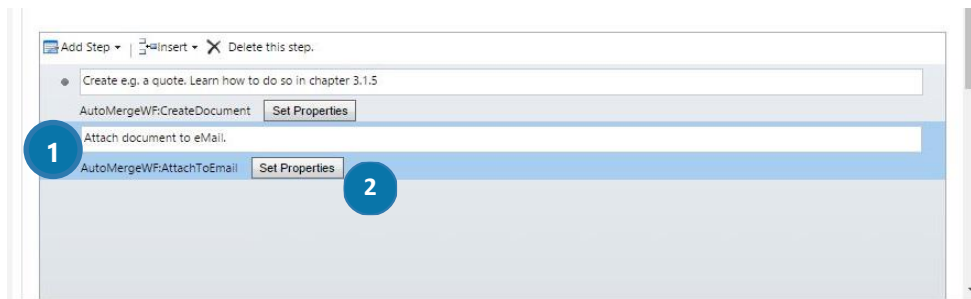 Add Step Insert Delete this step.
Create e.g. a quote. Learn how to do so in chapter 3.1.5
AutoMergeWF:CreateDocument Set Properties
1 Attach document to eMail.
AutoMergeWF:AttachToEmail Set Properties
2